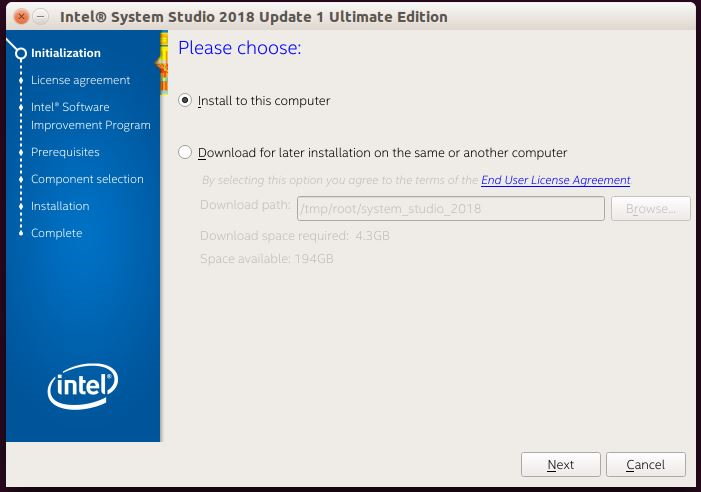 Intel® System Studio 2018 Update 1 Ultimate Edition
Initialization
License agreement
Intel® Software
Improvement Program
Prerequisites
Component selection
Installation
Complete
intel®
Please choose:
Install to this computer
Download for later installation on the same or another computer
By selecting this option you agree to the terms of the End User License Agreement.
Download path: /tmp/root/system_studio_2018 Browse...
Download space required: 4.3GB
Space available: 194GB
Next Cancel